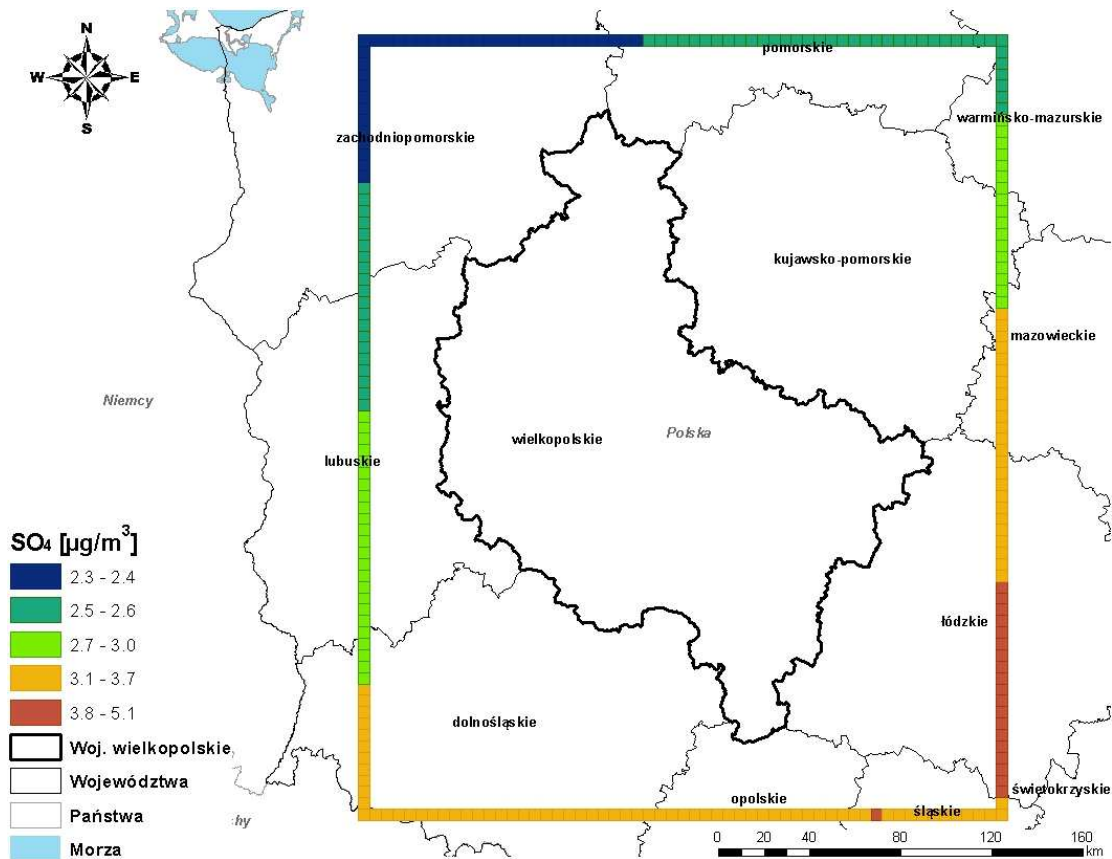 N
W E
S
pomorskie
warmińsko-mazurskie
zachodniopomorskie
kujawsko-pomorskie
mazowieckie
Niemcy
wielkopolskie
Polska
lubuskie
SO₄ [µg/m³]
2.3 - 2.4
2.5 - 2.6
2.7 - 3.0
3.1 - 3.7
3.8 - 5.1
Woj. wielkopolskie
Województwa
Państwa
Morza
łódzkie
dolnośląskie
opolskie
śląskie
świętokrzyskie
hy
0 20 40 80 120 160
km